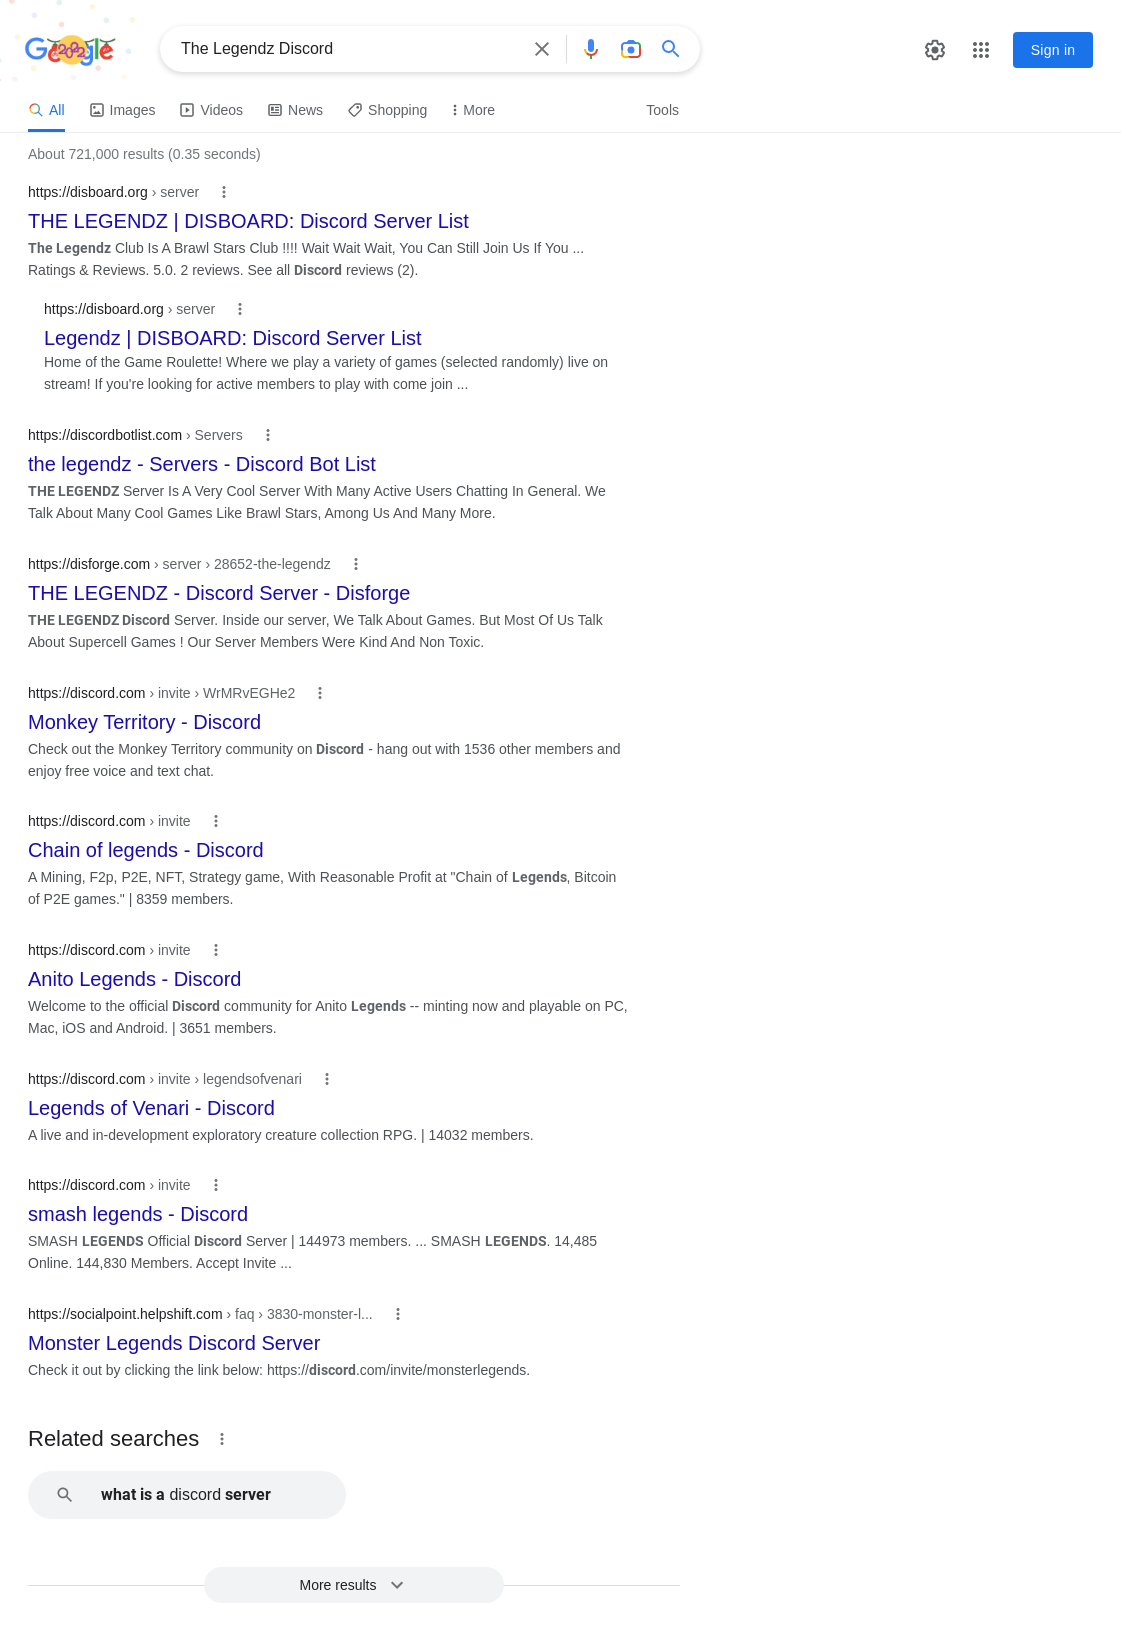 Google
The Legendz Discord
Sign in
All Images Videos News Shopping More Tools
About 721,000 results (0.35 seconds)
https://disboard.org › server
THE LEGENDZ | DISBOARD: Discord Server List
The Legendz Club Is A Brawl Stars Club !!!! Wait Wait Wait, You Can Still Join Us If You ...
Ratings & Reviews. 5.0. 2 reviews. See all Discord reviews (2).
https://disboard.org › server
Legendz | DISBOARD: Discord Server List
Home of the Game Roulette! Where we play a variety of games (selected randomly) live on
stream! If you're looking for active members to play with come join ...
https://discordbotlist.com › Servers
the legendz - Servers - Discord Bot List
THE LEGENDZ Server Is A Very Cool Server With Many Active Users Chatting In General. We
Talk About Many Cool Games Like Brawl Stars, Among Us And Many More.
https://disforge.com › server › 28652-the-legendz
THE LEGENDZ - Discord Server - Disforge
THE LEGENDZ Discord Server. Inside our server, We Talk About Games. But Most Of Us Talk
About Supercell Games ! Our Server Members Were Kind And Non Toxic.
https://discord.com › invite › WrMRvEGHe2
Monkey Territory - Discord
Check out the Monkey Territory community on Discord - hang out with 1536 other members and
enjoy free voice and text chat.
https://discord.com › invite
Chain of legends - Discord
A Mining, F2p, P2E, NFT, Strategy game, With Reasonable Profit at "Chain of Legends, Bitcoin
of P2E games." | 8359 members.
https://discord.com › invite
Anito Legends - Discord
Welcome to the official Discord community for Anito Legends -- minting now and playable on PC,
Mac, iOS and Android. | 3651 members.
https://discord.com › invite › legendsofvenari
Legends of Venari - Discord
A live and in-development exploratory creature collection RPG. | 14032 members.
https://discord.com › invite
smash legends - Discord
SMASH LEGENDS Official Discord Server | 144973 members. ... SMASH LEGENDS. 14,485
Online. 144,830 Members. Accept Invite ...
https://socialpoint.helpshift.com › faq › 3830-monster-l...
Monster Legends Discord Server
Check it out by clicking the link below: https://discord.com/invite/monsterlegends.
Related searches
what is a discord server
More results